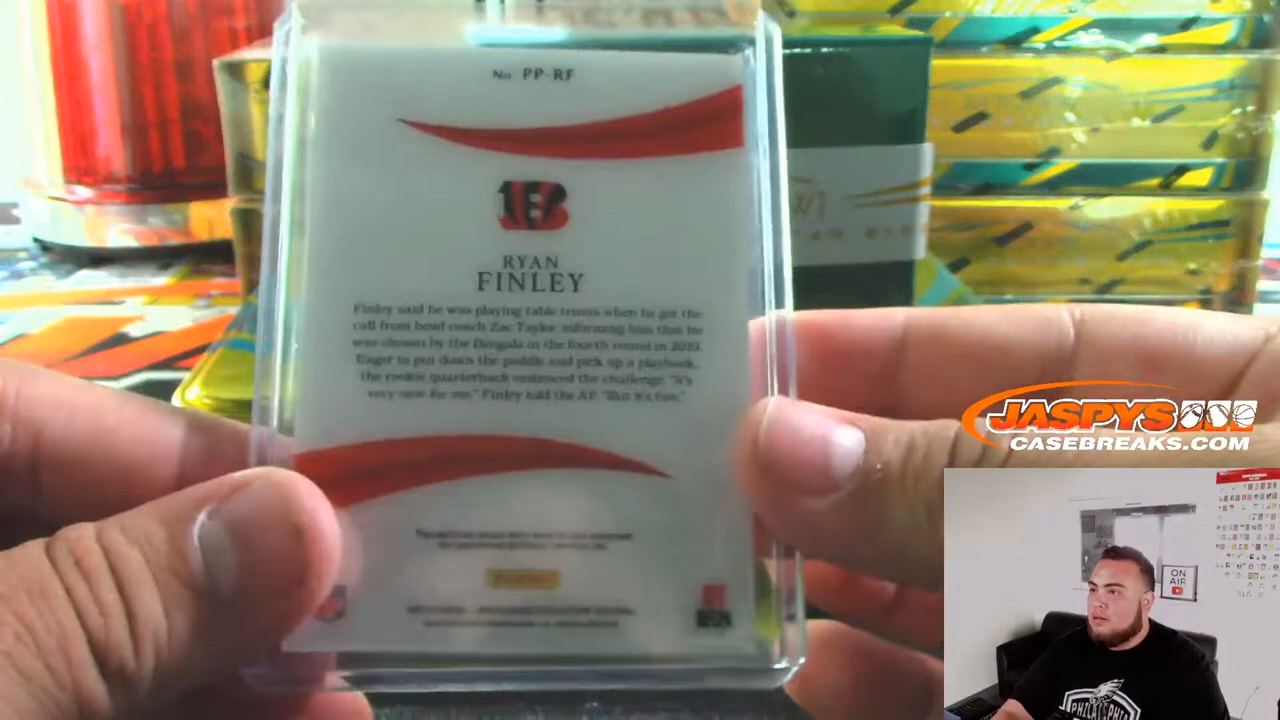 No. PP-RF
B
RYAN
FINLEY
Finley said he was playing table tennis when he got the
call from head coach Zac Taylor informing him that he
was chosen by the Bengals in the fourth round in 2019.
Eager to put down the paddle and pick up a playbook,
the rookie quarterback embraced the challenge. "It's
very new for me," Finley told the AP. "But it's fun."
PANINI
JASPYS
CASEBREAKS.COM
ON
AIR
PHILADELPHIA